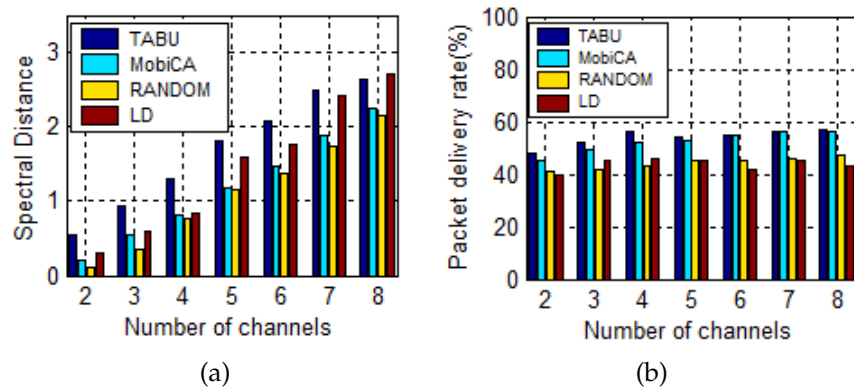 TABU
MobiCA
RANDOM
LD
Spectral Distance
3
2
1
0
2 3 4 5 6 7 8
Number of channels
(a)
TABU
MobiCA
RANDOM
LD
Packet delivery rate(%)
100
80
60
40
20
0
2 3 4 5 6 7 8
Number of channels
(b)